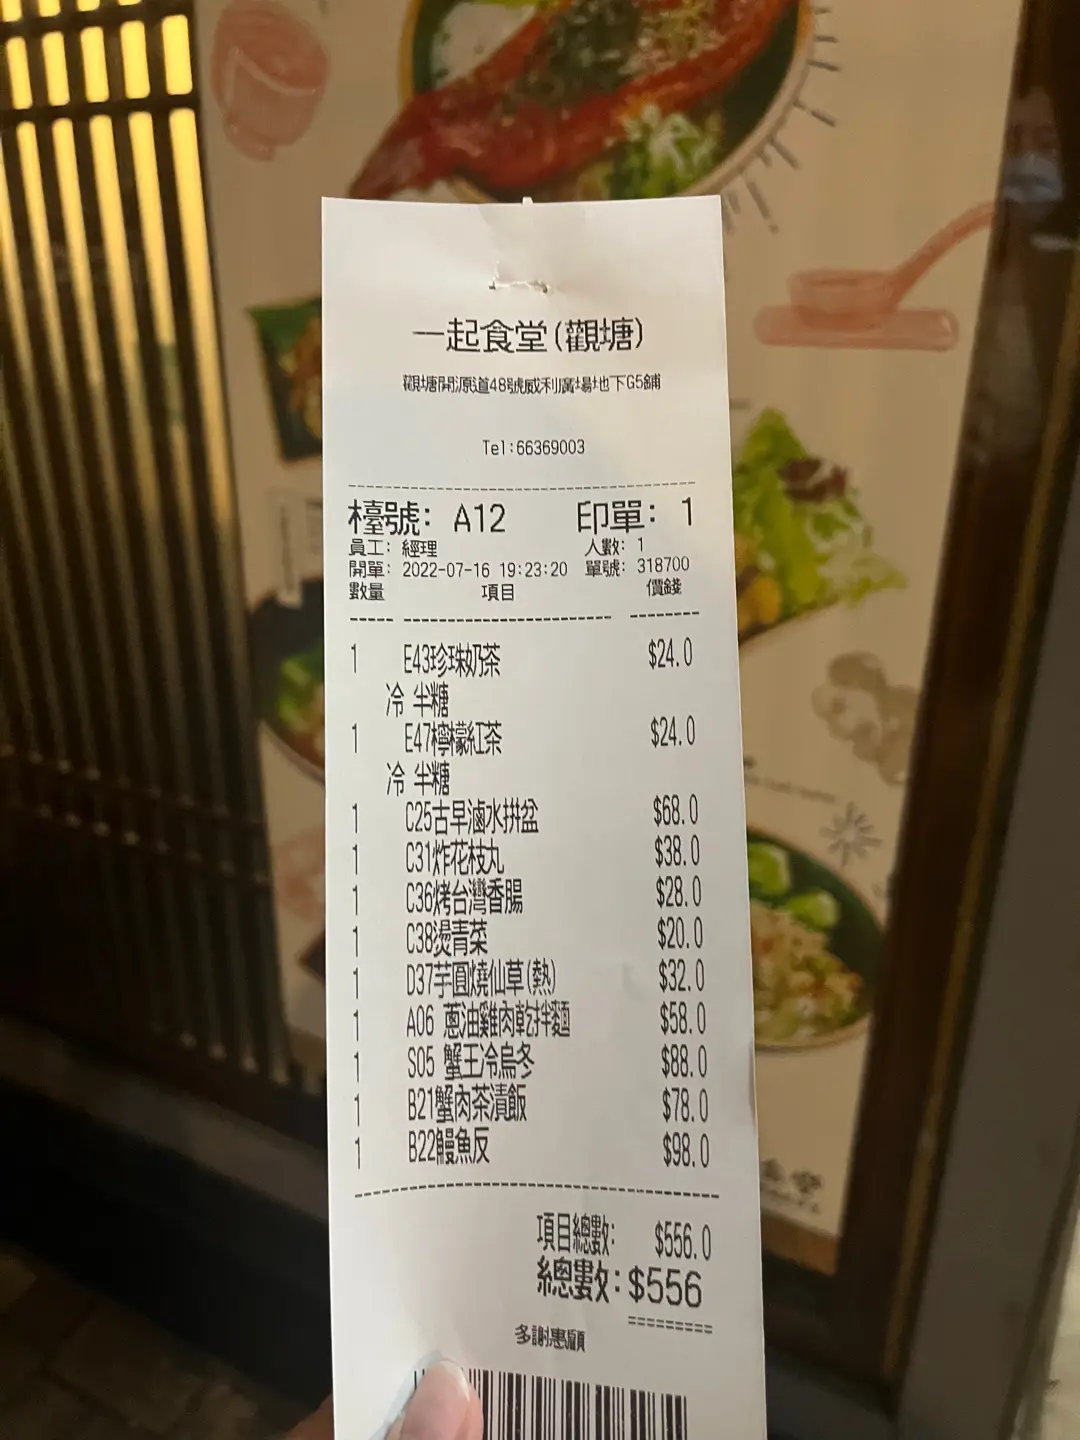 一起食堂(觀塘)
觀塘開源道48號威利廣場地下G5鋪
Tel:66369003
檯號: A12 印單: 1
員工: 經理 人數: 1
開單: 2022-07-16 19:23:20 單號: 318700
數量 項目 價錢
1 E43珍珠奶茶 $24.0
冷 半糖
1 E47檸檬紅茶 $24.0
冷 半糖
1 C25古早滷水拼盆 $68.0
1 C31炸花枝丸 $38.0
1 C36烤台灣香腸 $28.0
1 C38燙青菜 $20.0
1 D37芋圓燒仙草(熱) $32.0
1 A06 蔥油雞肉乾拌麵 $58.0
1 S05 蟹王冷烏冬 $88.0
1 B21蟹肉茶漬飯 $78.0
1 B22鰻魚反 $98.0
項目總數: $556.0
總數:$556
多謝惠顧